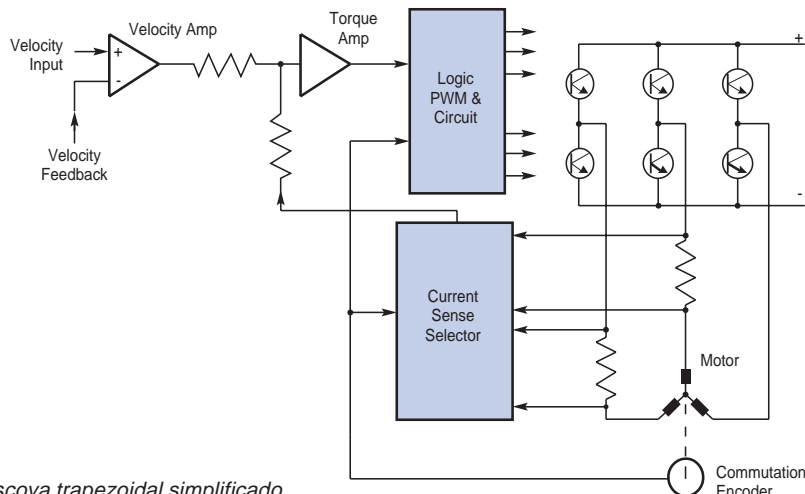 Velocity Amp
Velocity
Input
+
-
Velocity
Feedback
Torque
Amp
Logic
PWM &
Circuit
+
-
Current
Sense
Selector
Motor
Commutation
Encoder
trapezoidal simplificado